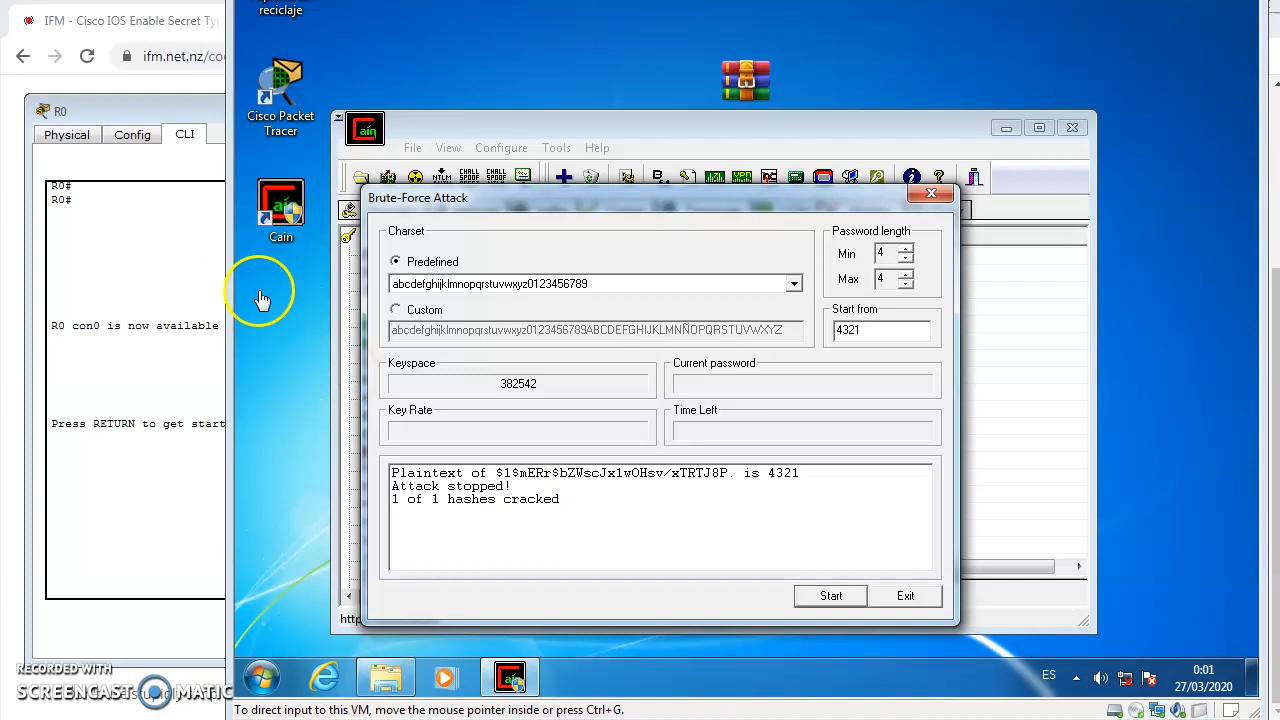 IFM - Cisco IOS Enable Secret Ty
ifm.net.nz/co
R0
Physical
Config
CLI
R0#
R0#
R0 con0 is now available
Press RETURN to get start
reciclaje
Cisco Packet
Tracer
Cain
File
View
Configure
Tools
Help
Brute-Force Attack
Charset
Predefined
abcdefghijklmnopqrstuvwxyz0123456789
Custom
abcdefghijklmnopqrstuvwxyz0123456789ABCDEFGHIJKLMNÑOPQRSTUVWXYZ
Password length
Min
4
Max
4
Start from
4321
Keyspace
382542
Current password
Key Rate
Time Left
Plaintext of $1$mERr$bZWscJx1wOHsv/xTRTJ8P. is 4321
Attack stopped!
1 of 1 hashes cracked
Start
Exit
ES
0:01
27/03/2020
RECORDED WITH
SCREENCAST MATIC
To direct input to this VM, move the mouse pointer inside or press Ctrl+G.